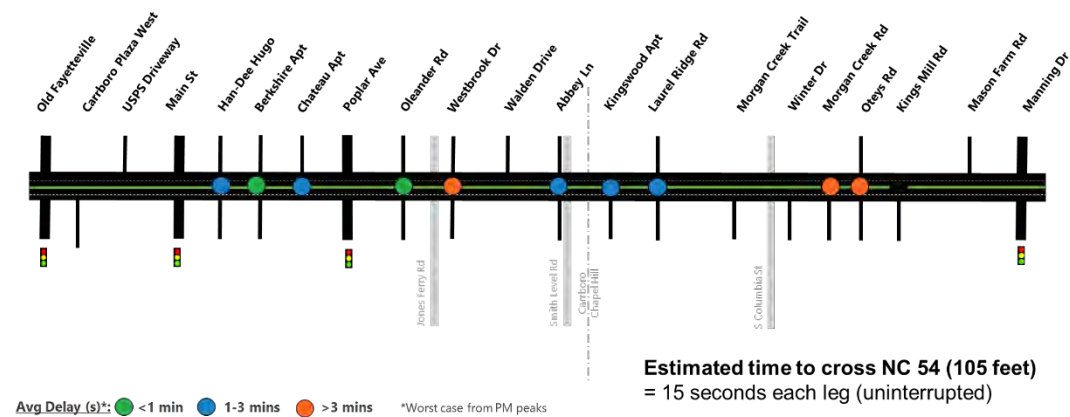 Old Fayetteville
Carrboro Plaza West
USPS Driveway
Main St
Han-Dee Hugo
Berkshire Apt
Chateau Apt
Poplar Ave
Oleander Rd
Westbrook Dr
Walden Drive
Abbey Ln
Kingswood Apt
Laurel Ridge Rd
Morgan Creek Trail
Winter Dr
Morgan Creek Rd
Oteys Rd
Kings Mill Rd
Mason Farm Rd
Manning Dr
Jones Ferry Rd
Smith Level Rd
Carrboro
Chapel Hill
S Columbia St
Estimated time to cross NC 54 (105 feet)
= 15 seconds each leg (uninterrupted)
Avg Delay (s)*: <1 min 1-3 mins >3 mins *Worst case from PM peaks